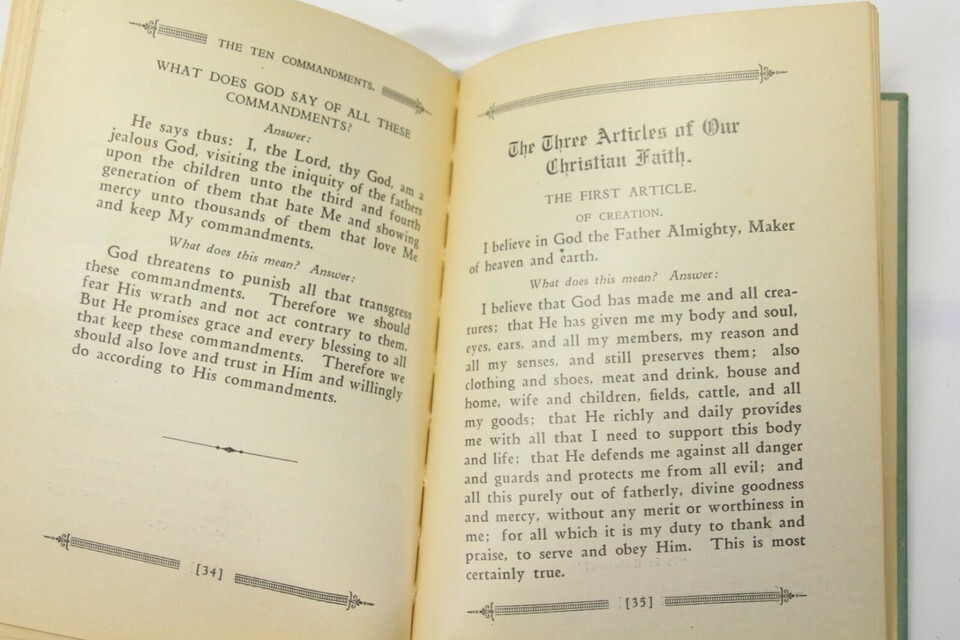 THE TEN COMMANDMENTS.
WHAT DOES GOD SAY OF ALL THESE
COMMANDMENTS?
Answer:
He says thus: I, the Lord, thy God, am a
jealous God, visiting the iniquity of the fathers
upon the children unto the third and fourth
generation of them that hate Me and showing
mercy unto thousands of them that love Me
and keep My commandments.
What does this mean? Answer:
God threatens to punish all that transgress
these commandments. Therefore we should
fear His wrath and not act contrary to them.
But He promises grace and every blessing to all
that keep these commandments. Therefore we
should also love and trust in Him and willingly
do according to His commandments.
[34]
The Three Articles of Our
Christian Faith.
THE FIRST ARTICLE.
OF CREATION.
I believe in God the Father Almighty, Maker
of heaven and earth.
What does this mean? Answer:
I believe that God has made me and all crea-
tures; that He has given me my body and soul,
eyes, ears, and all my members, my reason and
all my senses, and still preserves them; also
clothing and shoes, meat and drink, house and
home, wife and children, fields, cattle, and all
my goods; that He richly and daily provides
me with all that I need to support this body
and life; that He defends me against all danger
and guards and protects me from all evil; and
all this purely out of fatherly, divine goodness
and mercy, without any merit or worthiness in
me; for all which it is my duty to thank and
praise, to serve and obey Him. This is most
certainly true.
[35]